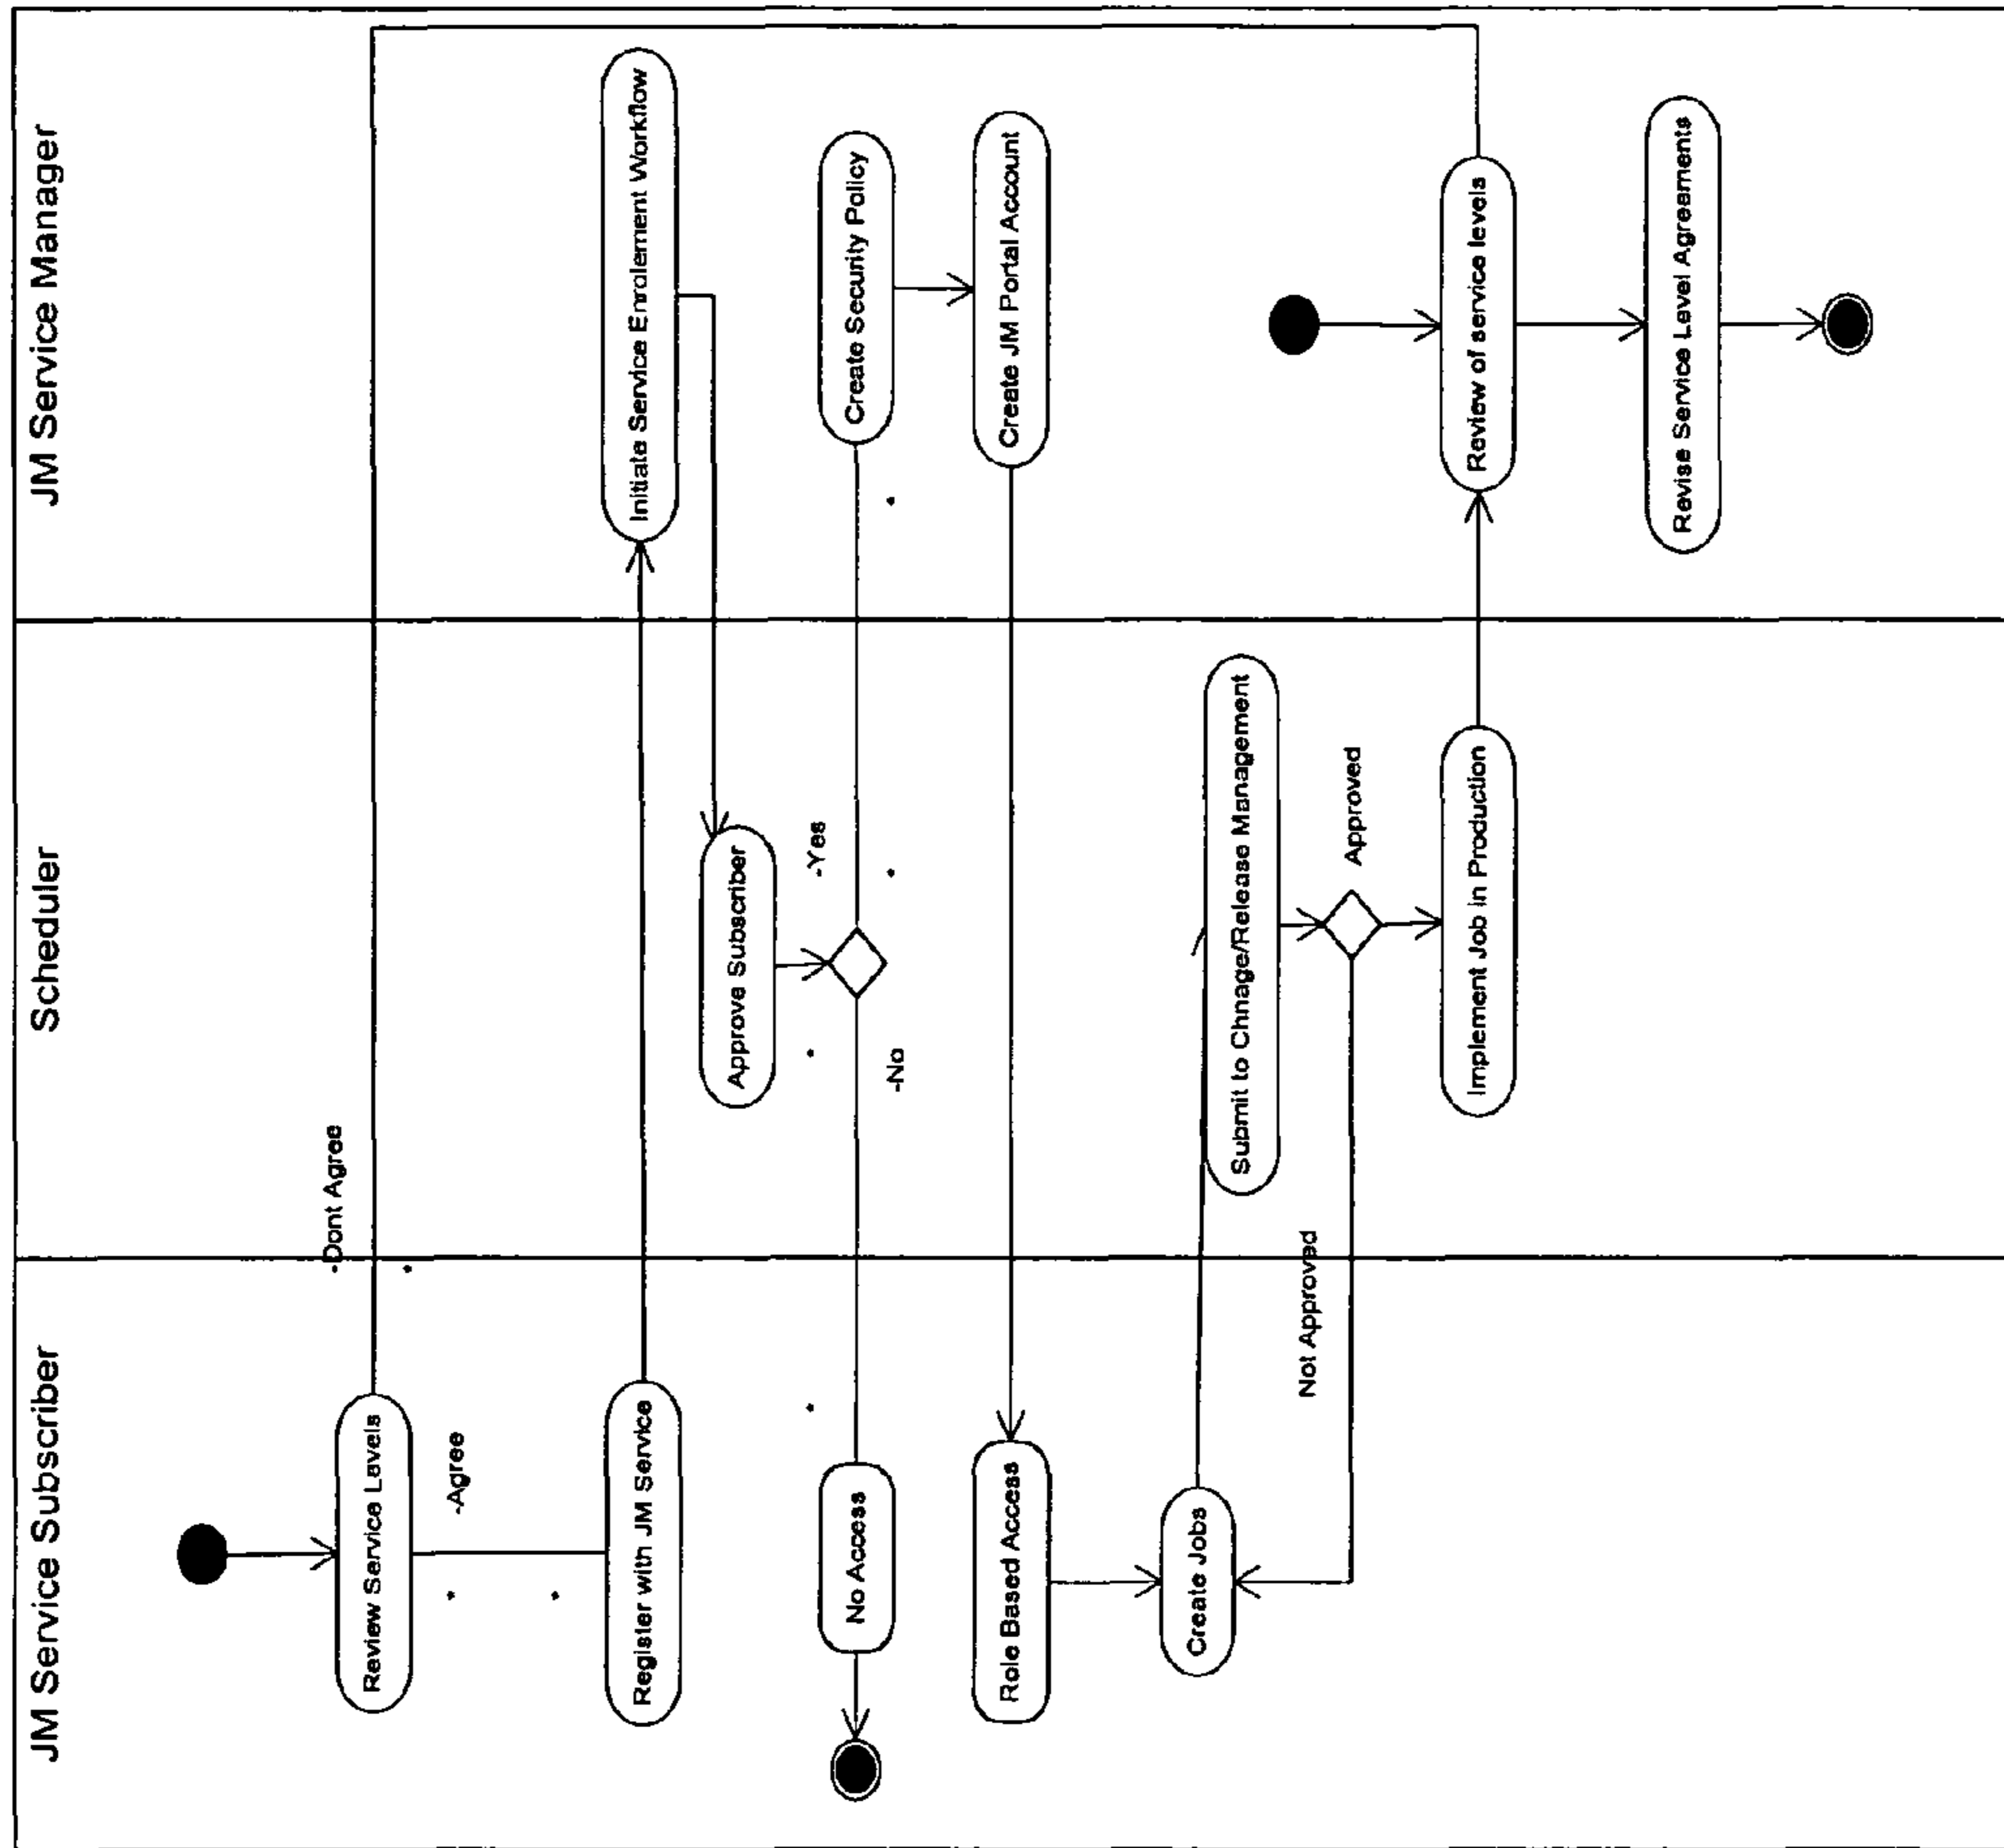 JM Service Subscriber
Scheduler
JM Service Manager
-Dont Agree
Review Service Levels
-Agree
Register with JM Service
Initiate Service Enrolement Workflow
Approve Subscriber
-Yes
No Access
-No
Create Security Policy
Role Based Access
Create JM Portal Account
Create Jobs
Submit to Chnage/Release Management
Not Approved
Approved
Implement Job in Production
Review of service levels
Revise Service Level Agreements